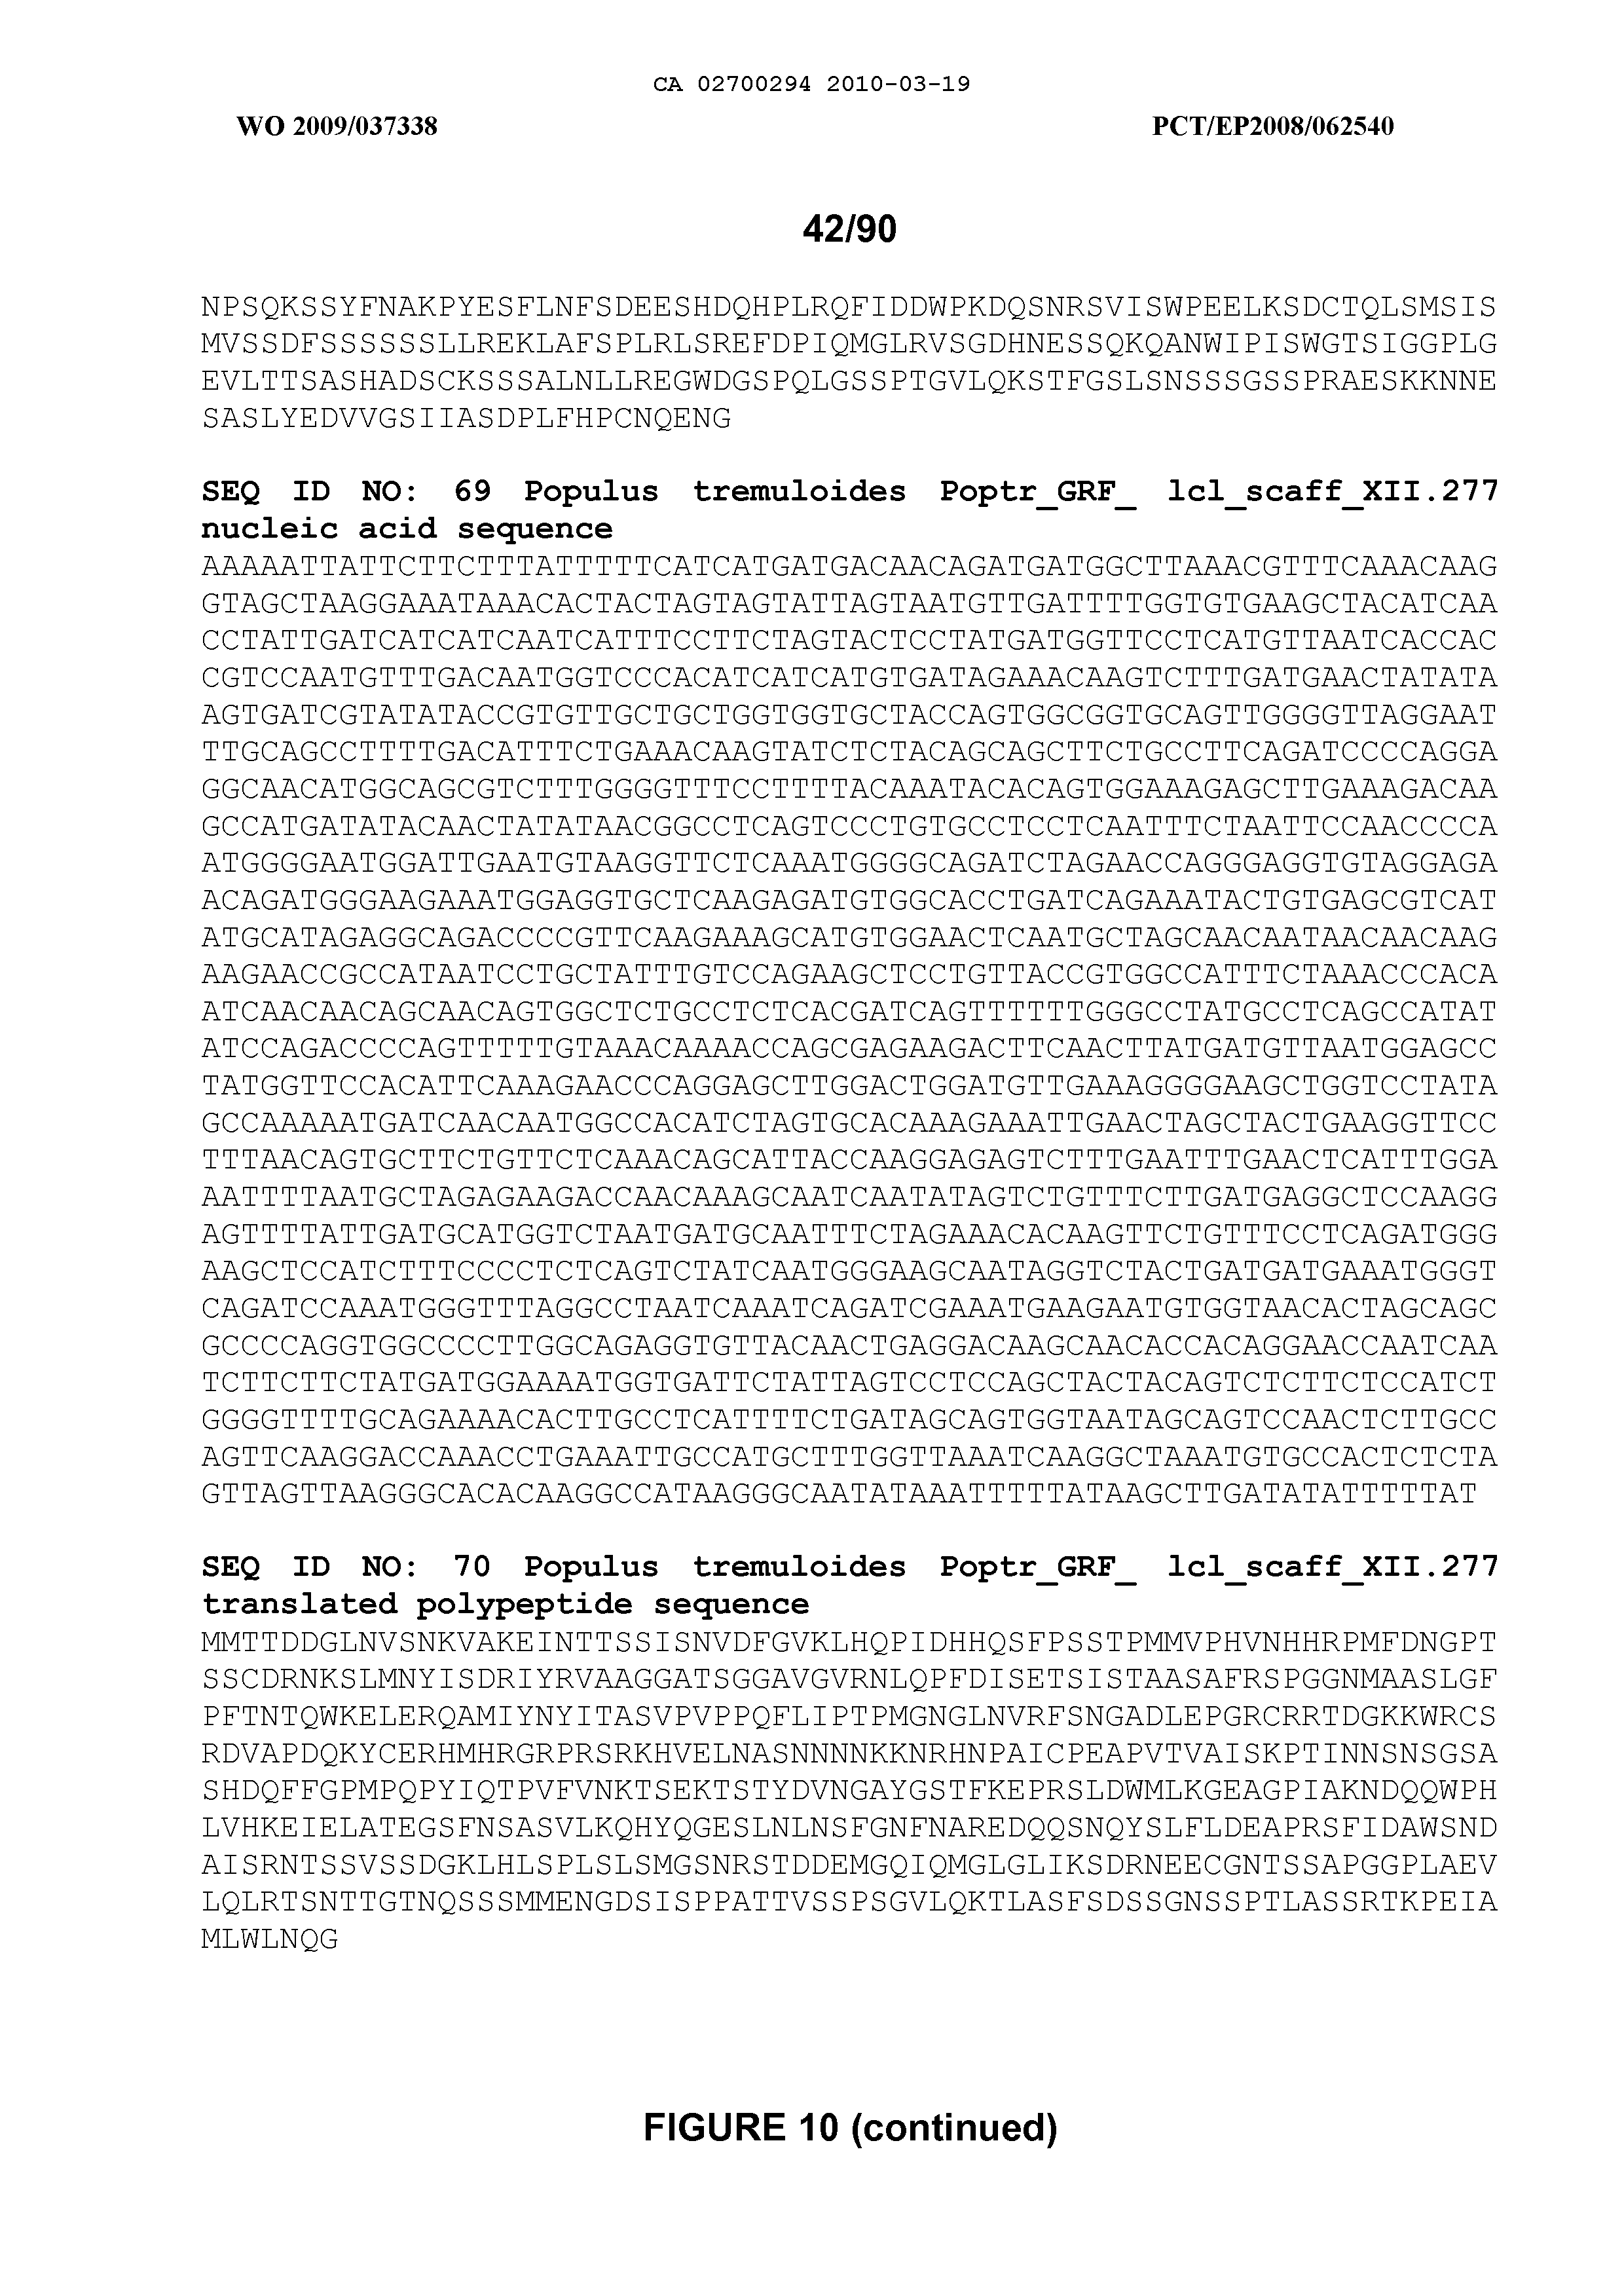 CA 02700294 2010-03-19
WO 2009/037338 PCT/EP2008/062540
42/90
NPSQKSSYFNAKPYESFLNFSDEESHDQHPLRQFIDDWPKDQSNRSVISWPEELKSDCTQLSMSIS
MVSSDFSSSSSSLLREKLAFSPLRLSREFDPIQMGLRVSGDHNESSQKQANWIPISWGTSIGGPLG
EVLTTSASHADSCKSSSALNLLREGWDGSPQLGSSPTGVLQKSTFGSLSNSSSGSSPRAESKKNNE
SASLYEDVVGSIIASDPLFHPCNQENG
SEQ ID NO: 69 Populus tremuloides Poptr_GRF_ lcl_scaff_XII.277
nucleic acid sequence
AAAAATTATTCTTCTTTATTTTTCATCATGATGACAACAGATGATGGCTTAAACGTTTCAAACAAG
GTAGCTAAGGAAATAAACACTACTAGTAGTATTAGTAATGTTGATTTTGGTGTGAAGCTACATCAA
CCTATTGATCATCATCAATCATTTCCTTCTAGTACTCCTATGATGGTTCCTCATGTTAATCACCAC
CGTCCAATGTTTGACAATGGTCCCACATCATCATGTGATAGAAACAAGTCTTTGATGAACTATATA
AGTGATCGTATATACCGTGTTGCTGCTGGTGGTGCTACCAGTGGCGGTGCAGTTGGGGTTAGGAAT
TTGCAGCCTTTTGACATTTCTGAAACAAGTATCTCTACAGCAGCTTCTGCCTTCAGATCCCCAGGA
GGCAACATGGCAGCGTCTTTGGGGTTTCCTTTTACAAATACACAGTGGAAAGAGCTTGAAAGACAA
GCCATGATATACAACTATATAACGGCCTCAGTCCCTGTGCCTCCTCAATTTCTAATTCCAACCCCA
ATGGGGAATGGATTGAATGTAAGGTTCTCAAATGGGGCAGATCTAGAACCAGGGAGGTGTAGGAGA
ACAGATGGGAAGAAATGGAGGTGCTCAAGAGATGTGGCACCTGATCAGAAATACTGTGAGCGTCAT
ATGCATAGAGGCAGACCCCGTTCAAGAAAGCATGTGGAACTCAATGCTAGCAACAATAACAACAAG
AAGAACCGCCATAATCCTGCTATTTGTCCAGAAGCTCCTGTTACCGTGGCCATTTCTAAACCCACA
ATCAACAACAGCAACAGTGGCTCTGCCTCTCACGATCAGTTTTTTGGGCCTATGCCTCAGCCATAT
ATCCAGACCCCAGTTTTTGTAAACAAAACCAGCGAGAAGACTTCAACTTATGATGTTAATGGAGCC
TATGGTTCCACATTCAAAGAACCCAGGAGCTTGGACTGGATGTTGAAAGGGGAAGCTGGTCCTATA
GCCAAAAATGATCAACAATGGCCACATCTAGTGCACAAAGAAATTGAACTAGCTACTGAAGGTTCC
TTTAACAGTGCTTCTGTTCTCAAACAGCATTACCAAGGAGAGTCTTTGAATTTGAACTCATTTGGA
AATTTTAATGCTAGAGAAGACCAACAAAGCAATCAATATAGTCTGTTTCTTGATGAGGCTCCAAGG
AGTTTTATTGATGCATGGTCTAATGATGCAATTTCTAGAAACACAAGTTCTGTTTCCTCAGATGGG
AAGCTCCATCTTTCCCCTCTCAGTCTATCAATGGGAAGCAATAGGTCTACTGATGATGAAATGGGT
CAGATCCAAATGGGTTTAGGCCTAATCAAATCAGATCGAAATGAAGAATGTGGTAACACTAGCAGC
GCCCCAGGTGGCCCCTTGGCAGAGGTGTTACAACTGAGGACAAGCAACACCACAGGAACCAATCAA
TCTTCTTCTATGATGGAAAATGGTGATTCTATTAGTCCTCCAGCTACTACAGTCTCTTCTCCATCT
GGGGTTTTGCAGAAAACACTTGCCTCATTTTCTGATAGCAGTGGTAATAGCAGTCCAACTCTTGCC
AGTTCAAGGACCAAACCTGAAATTGCCATGCTTTGGTTAAATCAAGGCTAAATGTGCCACTCTCTA
GTTAGTTAAGGGCACACAAGGCCATAAGGGCAATATAAATTTTTATAAGCTTGATATATTTTTAT
SEQ ID NO: 70 Populus tremuloides Poptr_GRF_ lcl_scaff_XII.277
translated polypeptide sequence
MMTTDDGLNVSNKVAKEINTTSSISNVDFGVKLHQPIDHHQSFPSSTPMMVPHVNHHRPMFDNGPT
SSCDRNKSLMNYISDRIYRVAAGGATSGGAVGVRNLQPFDISETSISTAASAFRSPGGNMAASLGF
PFTNTQWKELERQAMIYNYITASVPVPPQFLIPTPMGNGLNVRFSNGADLEPGRCRRTDGKKWRCS
RDVAPDQKYCERHMHRGRPRSRKHVELNASNNNNKKNRHNPAICPEAPVTVAISKPTINNSNSGSA
SHDQFFGPMPQPYIQTPVFVNKTSEKTSTYDVNGAYGSTFKEPRSLDWMLKGEAGPIAKNDQQWPH
LVHKEIELATEGSFNSASVLKQHYQGESLNLNSFGNFNAREDQQSNQYSLFLDEAPRSFIDAWSND
AISRNTSSVSSDGKLHLSPLSLSMGSNRSTDDEMGQIQMGLGLIKSDRNEECGNTSSAPGGPLAEV
LQLRTSNTTGTNQSSSMMENGDSISPPATTVSSPSGVLQKTLASFSDSSGNSSPTLASSRTKPEIA
MLWLNQG
FIGURE 10 (continued)